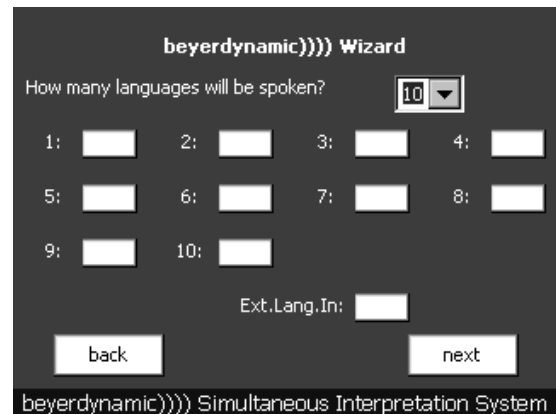 beyerdynamic)))) Wizard
How many languages will be spoken? 10
1: 2: 3: 4:
5: 6: 7: 8:
9: 10:
Ext.Lang.In:
back next
beyerdynamic)))) Simultaneous Interpretation System